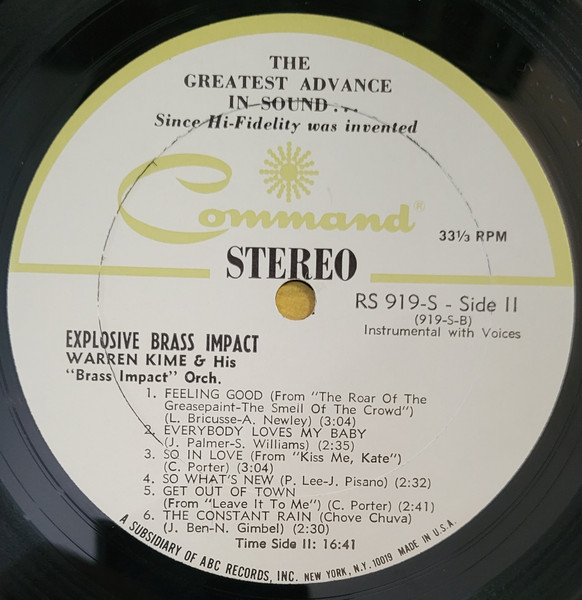 THE
GREATEST ADVANCE
IN SOUND...
Since Hi-Fidelity was invented
Command®
33⅓ RPM
STEREO
RS 919-S - Side II
(919-S-B)
Instrumental with Voices
EXPLOSIVE BRASS IMPACT
WARREN KIME & His
"Brass Impact" Orch.
1. FEELING GOOD (From "The Roar Of The
Greasepaint-The Smell Of The Crowd")
(L. Bricusse-A. Newley) (3:04)
2. EVERYBODY LOVES MY BABY
(J. Palmer-S. Williams) (2:35)
3. SO IN LOVE (From "Kiss Me, Kate")
(C. Porter) (3:04)
4. SO WHAT'S NEW (P. Lee-J. Pisano) (2:32)
5. GET OUT OF TOWN
(From "Leave It To Me") (C. Porter) (2:41)
6. THE CONSTANT RAIN (Chove Chuva)
(J. Ben-N. Gimbel) (2:30)
Time Side II: 16:41
A SUBSIDIARY OF ABC RECORDS, INC. NEW YORK, N.Y. 10019 MADE IN U.S.A.